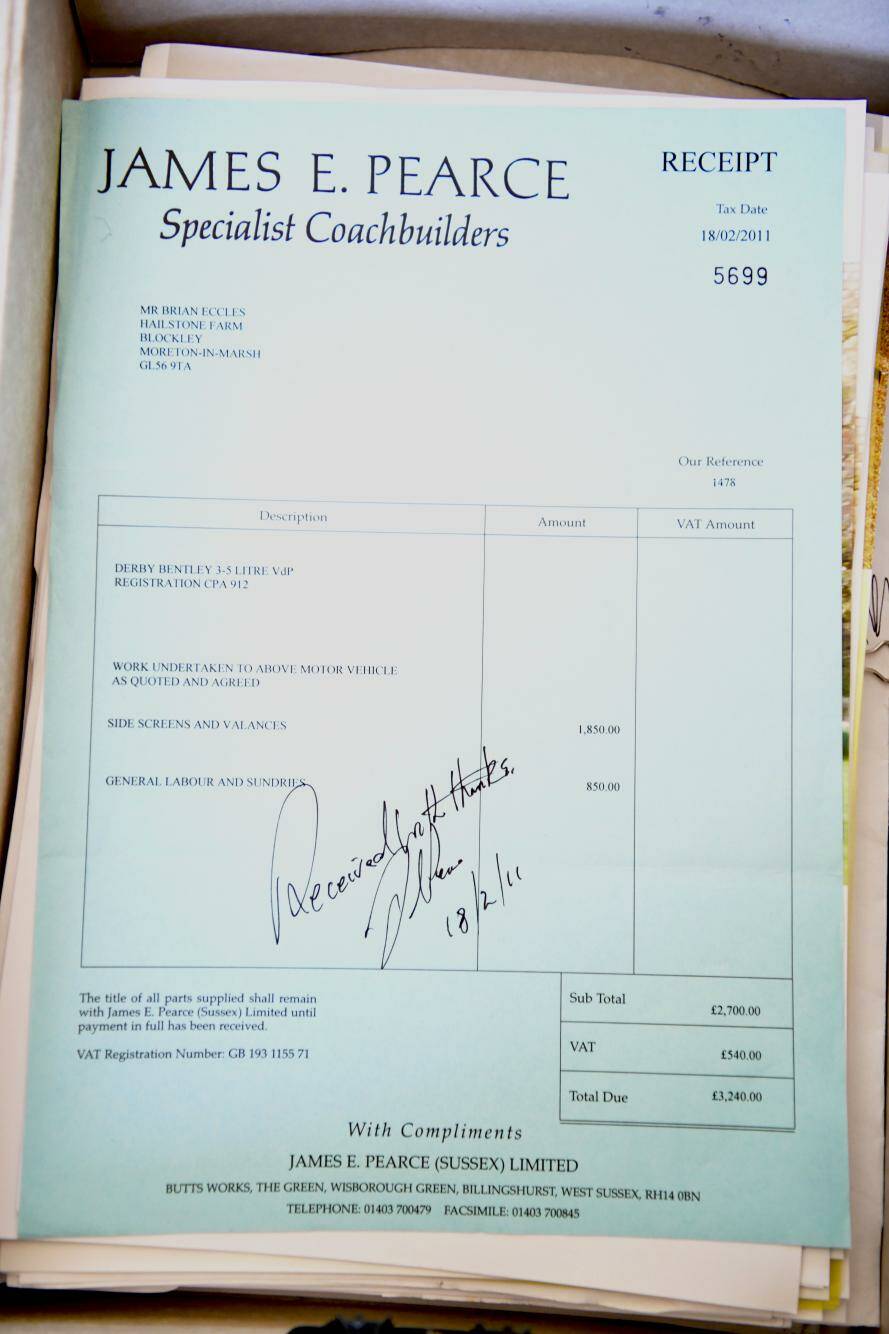 JAMES E. PEARCE
Specialist Coachbuilders
RECEIPT
Tax Date
18/02/2011
5699
MR BRIAN ECCLES
HAILSTONE FARM
BLOCKLEY
MORETON-IN-MARSH
GL56 9TA
Our Reference
1478
Description Amount VAT Amount
DERBY BENTLEY 3-5 LITRE VdP
REGISTRATION CPA 912
WORK UNDERTAKEN TO ABOVE MOTOR VEHICLE
AS QUOTED AND AGREED
SIDE SCREENS AND VALANCES 1,850.00
GENERAL LABOUR AND SUNDRIES 850.00
Received with thanks.
18/2/11
The title of all parts supplied shall remain
with James E. Pearce (Sussex) Limited until
payment in full has been received.
VAT Registration Number: GB 193 1155 71
Sub Total £2,700.00
VAT £540.00
Total Due £3,240.00
With Compliments
JAMES E. PEARCE (SUSSEX) LIMITED
BUTTS WORKS, THE GREEN, WISBOROUGH GREEN, BILLINGSHURST, WEST SUSSEX, RH14 0BN
TELEPHONE: 01403 700479 FACSIMILE: 01403 700845